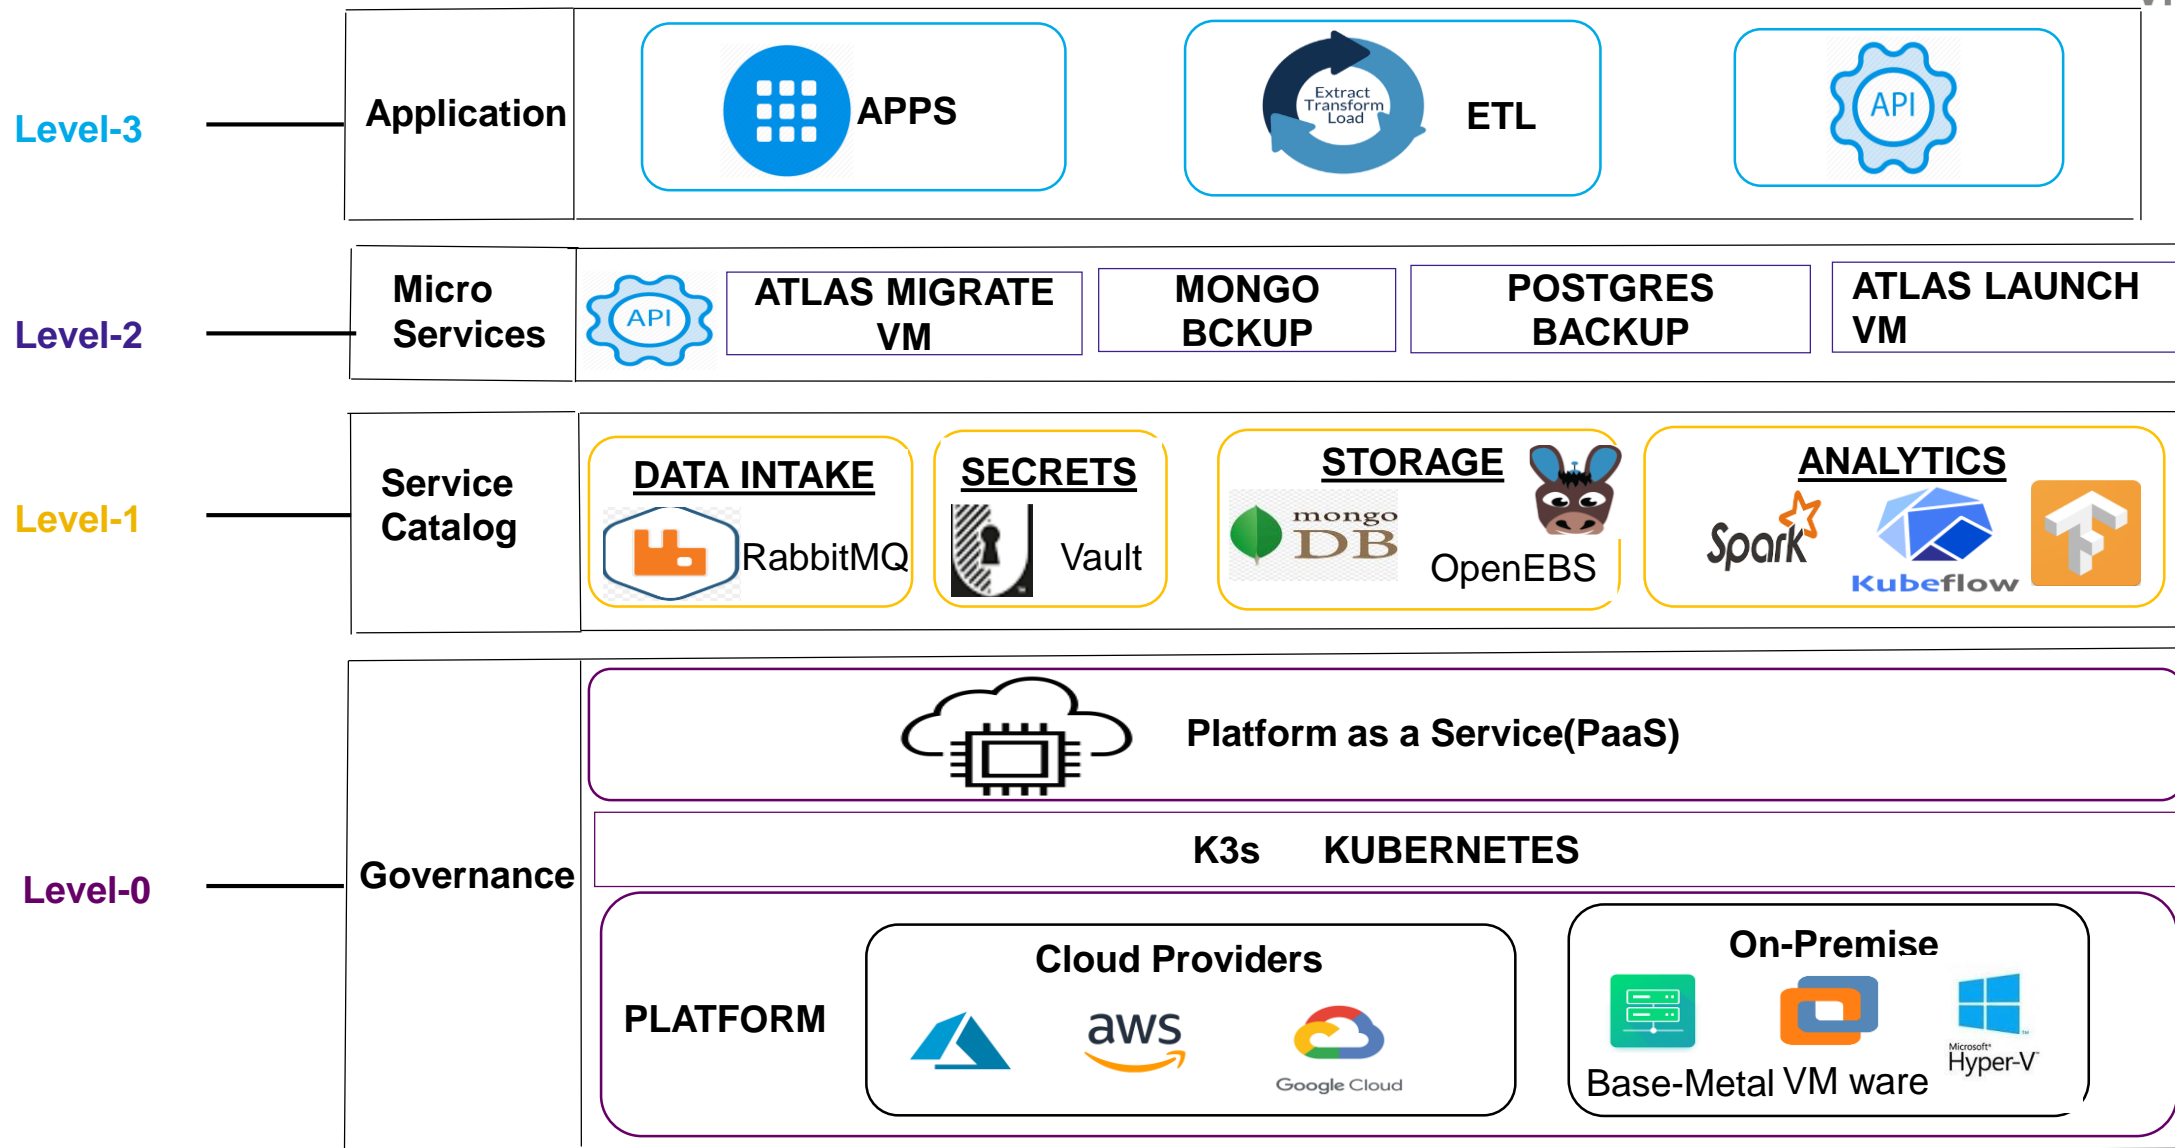 Level-3
Application
APPS
Extract
Transform
Load
ETL
API
Level-2
Micro
Services
API
ATLAS MIGRATE
VM
MONGO
BCKUP
POSTGRES
BACKUP
ATLAS LAUNCH
VM
Level-1
Service
Catalog
DATA INTAKE
RabbitMQ
SECRETS
Vault
STORAGE
mongo
DB
OpenEBS
ANALYTICS
Spark
Kubeflow
Level-0
Governance
Platform as a Service(PaaS)
K3s KUBERNETES
PLATFORM
Cloud Providers
aws
Google Cloud
On-Premise
Base-Metal
VM ware
Microsoft
Hyper-V